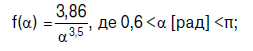 f(α) = 3,86 / α^3,5, де 0,6 < α [рад] < π;